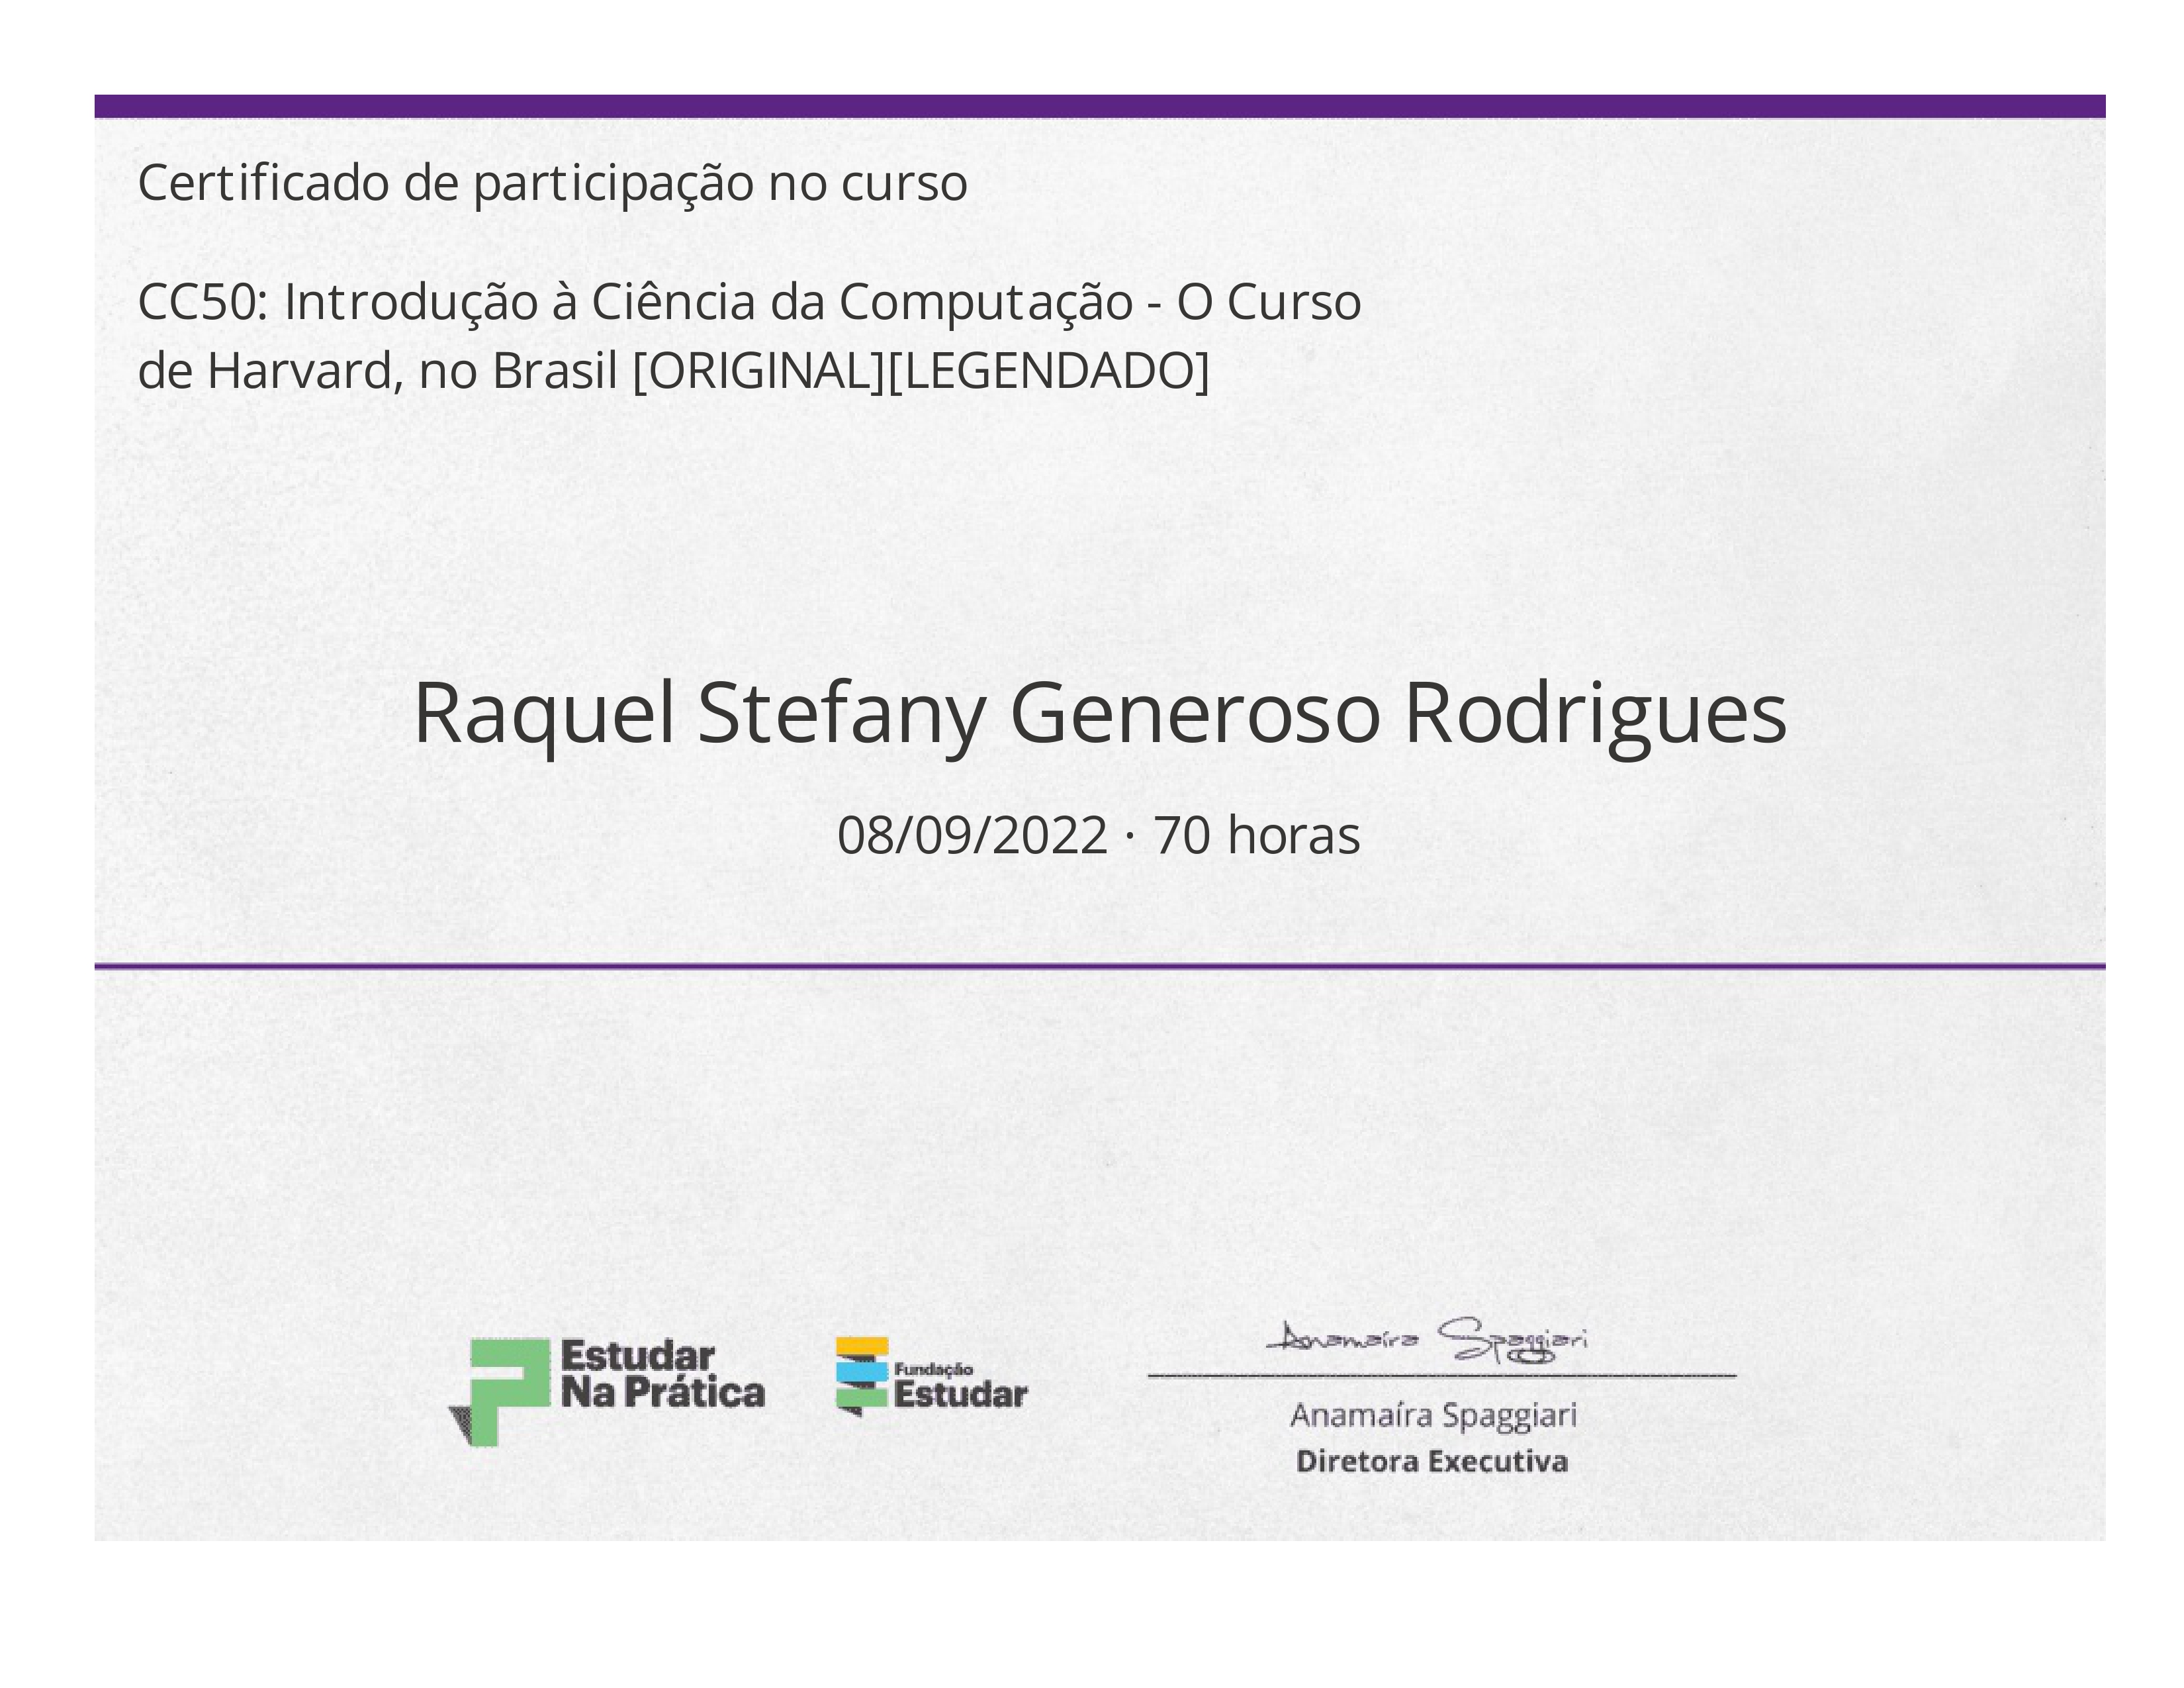 Certificado de participação no curso
CC50: Introdução à Ciência da Computação - O Curso
de Harvard, no Brasil [ORIGINAL][LEGENDADO]
Raquel Stefany Generoso Rodrigues
08/09/2022 · 70 horas
Estudar
Na Prática
Fundação
Estudar
Anamaíra Spaggiari
Anamaíra Spaggiari
Diretora Executiva